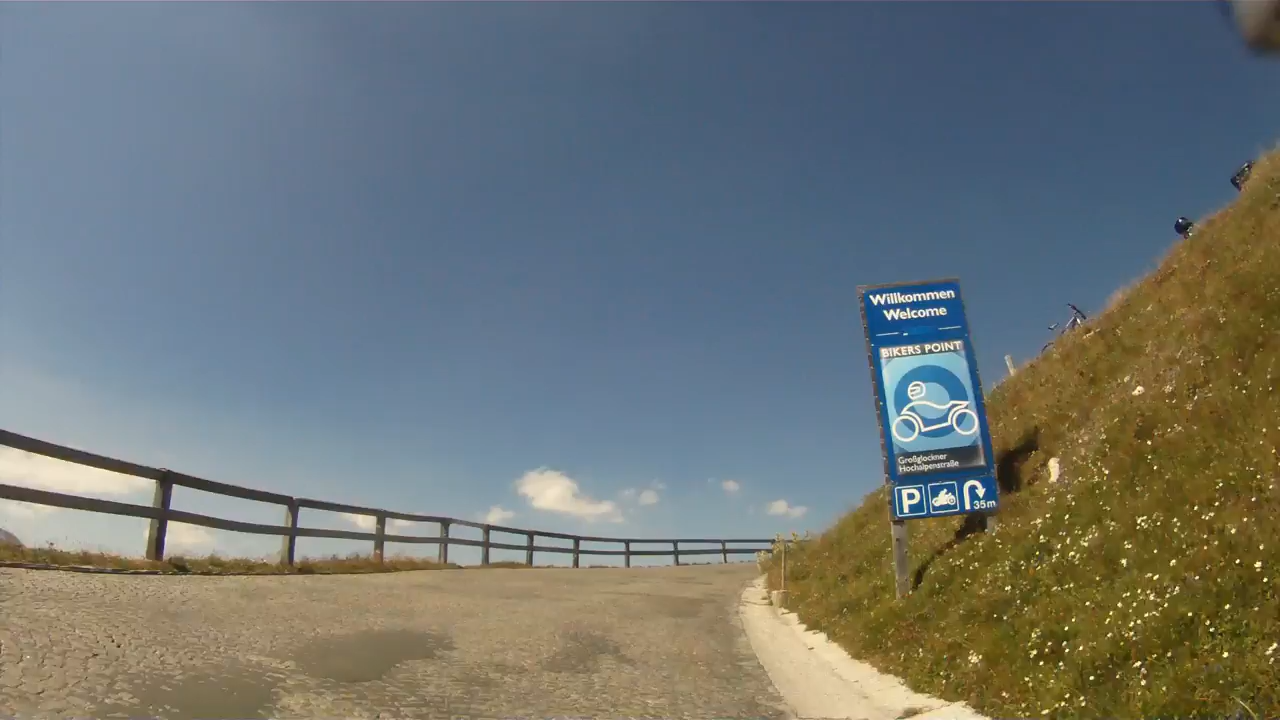 Willkommen
Welcome
BIKERS POINT
Großglockner
Hochalpenstraße
P
35m